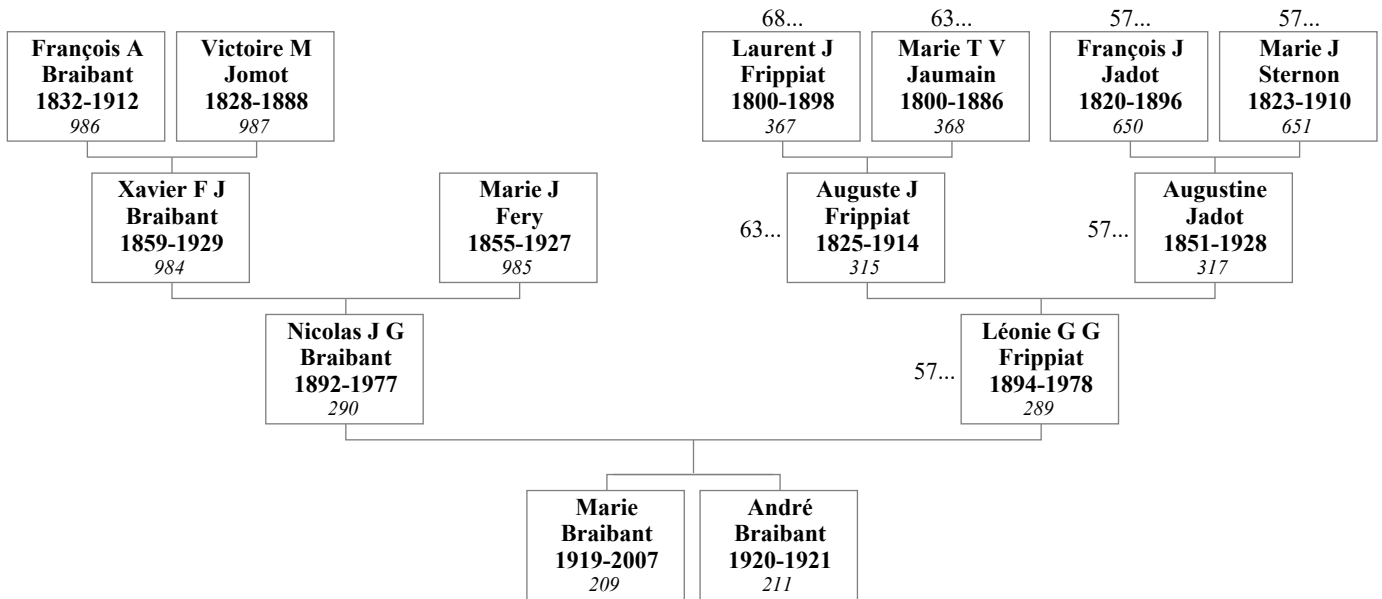 68...
63...
57...
57...
François A
Braibant
1832-1912
986
Victoire M
Jomot
1828-1888
987
Laurent J
Frippiat
1800-1898
367
Marie T V
Jaumain
1800-1886
368
François J
Jadot
1820-1896
650
Marie J
Sternon
1823-1910
651
Xavier F J
Braibant
1859-1929
984
Marie J
Fery
1855-1927
985
63...
Auguste J
Frippiat
1825-1914
315
57...
Augustine
Jadot
1851-1928
317
Nicolas J G
Braibant
1892-1977
290
57...
Léonie G G
Frippiat
1894-1978
289
Marie
Braibant
1919-2007
209
André
Braibant
1920-1921
211